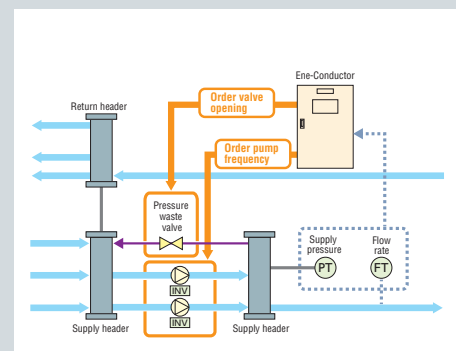 Ene-Conductor
Order valve
opening
Return header
Order pump
frequency
Pressure
waste
valve
Supply
pressure
Flow
rate
PT
FT
INV
INV
Supply header
Supply header